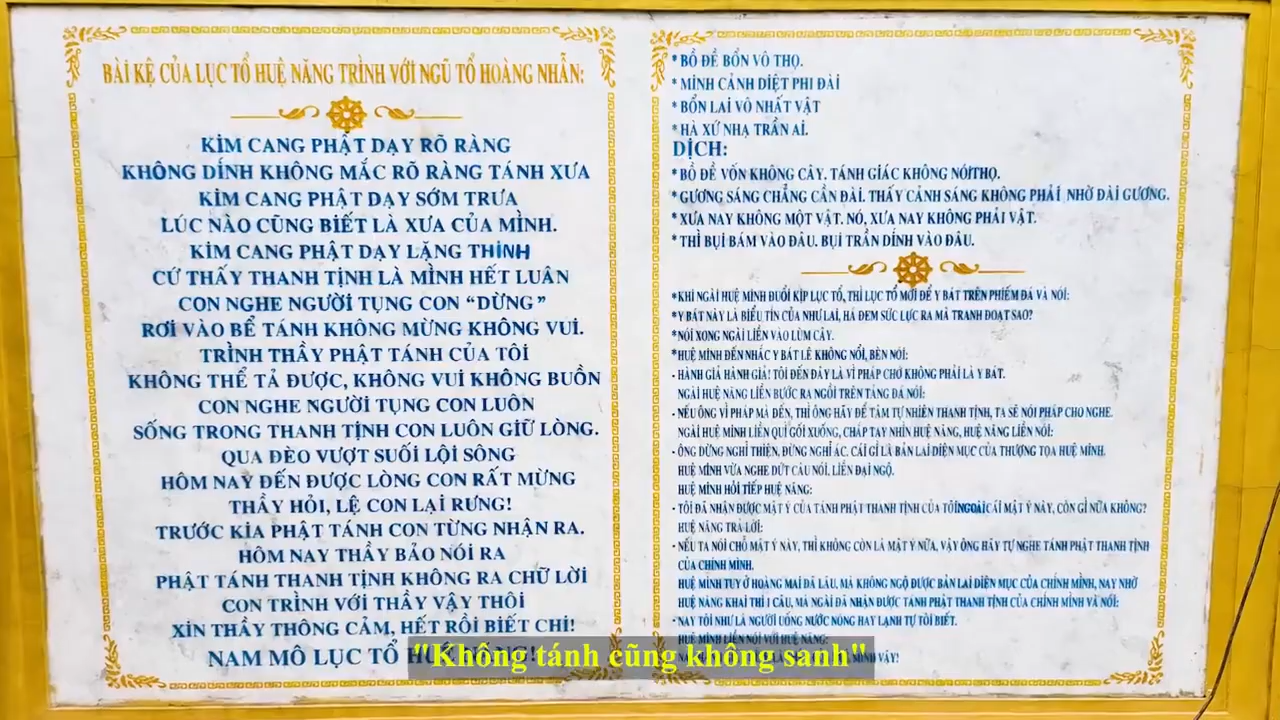 BÀI KỆ CỦA LỤC TỔ HUỆ NĂNG TRÌNH VỚI NGŨ TỔ HOÀNG NHẪN:
KIM CANG PHẬT DẠY RÕ RÀNG
KHÔNG DÍNH KHÔNG MẮC RÕ RÀNG TÁNH XƯA
KIM CANG PHẬT DẠY SỚM TRƯA
LÚC NÀO CŨNG BIẾT LÀ XƯA CỦA MÌNH.
KIM CANG PHẬT DẠY LẶNG THINH
CỨ THẤY THANH TỊNH LÀ MÌNH HẾT LUÂN
CON NGHE NGƯỜI TỤNG CON "DỪNG"
RƠI VÀO BỂ TÁNH KHÔNG MỪNG KHÔNG VUI.
TRÌNH THẦY PHẬT TÁNH CỦA TÔI
KHÔNG THỂ TẢ ĐƯỢC, KHÔNG VUI KHÔNG BUỒN
CON NGHE NGƯỜI TỤNG CON LUÔN
SỐNG TRONG THANH TỊNH CON LUÔN GIỮ LÒNG.
QUA ĐÈO VƯỢT SUỐI LỘI SÔNG
HÔM NAY ĐẾN ĐƯỢC LÒNG CON RẤT MỪNG
THẦY HỎI, LỆ CON LẠI RƯNG!
TRƯỚC KIA PHẬT TÁNH CON TỪNG NHẬN RA.
HÔM NAY THẦY BẢO NÓI RA
PHẬT TÁNH THANH TỊNH KHÔNG RA CHỮ LỜI
CON TRÌNH VỚI THẦY VẬY THÔI
XIN THẦY THÔNG CẢM, HẾT RỒI BIẾT CHI!
NAM MÔ LỤC TỔ
* BỒ ĐỀ BỔN VÔ THỌ.
* MINH CẢNH DIỆT PHI ĐÀI
* BỔN LAI VÔ NHẤT VẬT
* HÀ XỨ NHẠ TRẦN AI.
DỊCH:
* BỒ ĐỀ VỐN KHÔNG CÂY. TÁNH GIÁC KHÔNG NÓI THỌ.
* GƯƠNG SÁNG CHẲNG CẦN ĐÀI. THẤY CẢNH SÁNG KHÔNG PHẢI NHỜ ĐÀI GƯƠNG.
* XƯA NAY KHÔNG MỘT VẬT. NÓ, XƯA NAY KHÔNG PHẢI VẬT.
* THÌ BỤI BÁM VÀO ĐÂU. BỤI TRẦN DÍNH VÀO ĐÂU.
*KHI NGÀI HUỆ MINH ĐUỔI KỊP LỤC TỔ, THÌ LỤC TỔ MỚI ĐỂ Y BÁT TRÊN PHIẾM ĐÁ VÀ NÓI:
*Y BÁT NÀY LÀ BIỂU TÍN CỦA NHƯ LAI, HÁ ĐEM SỨC LỰC RA MÀ TRANH ĐOẠT SAO?
*NÓI XONG NGÀI LIỀN VÀO LÙM CÂY.
*HUỆ MINH ĐẾN NHẤC Y BÁT LÊ KHÔNG NỔI, BÈN NÓI:
- HÀNH GIẢ HÀNH GIẢ! TÔI ĐẾN ĐÂY LÀ VÌ PHÁP CHỚ KHÔNG PHẢI LÀ Y BÁT.
NGÀI HUỆ NĂNG LIỀN BƯỚC RA NGỒI TRÊN TẢNG ĐÁ NÓI:
- NẾU ÔNG VÌ PHÁP MÀ ĐẾN, THÌ ÔNG HÃY ĐỂ TÂM TỰ NHIÊN THANH TỊNH, TA SẼ NÓI PHÁP CHO NGHE.
NGÀI HUỆ MINH LIỀN QUÌ GỐI XUỐNG, CHÁP TAY NHÌN HUỆ NĂNG, HUỆ NĂNG LIỀN NÓI:
- ÔNG ĐỪNG NGHĨ THIỆN, ĐỪNG NGHĨ ÁC. CÁI GÌ LÀ BẢN LAI DIỆN MỤC CỦA THƯỢNG TỌA HUỆ MINH.
HUỆ MINH VỪA NGHE DỨT CÂU NÓI, LIỀN ĐẠI NGỘ.
HUỆ MINH HỎI TIẾP HUỆ NĂNG:
- TÔI ĐÃ NHẬN ĐƯỢC MẬT Ý CỦA TÁNH PHẬT THANH TỊNH CỦA TÔI NGOÀI CÁI MẬT Ý NÀY, CÒN GÌ NỮA KHÔNG?
HUỆ NĂNG TRẢ LỜI:
- NẾU TA NÓI CHỖ MẬT Ý NÀY, THÌ KHÔNG CÒN LÀ MẬT Ý NỮA, VẬY ÔNG HÃY TỰ NGHE TÁNH PHẬT THANH TỊNH
CỦA CHÍNH MÌNH.
HUỆ MINH TUY Ở HOÀNG MAI ĐÃ LÂU, MÀ KHÔNG NGỘ ĐƯỢC BẢN LAI DIỆN MỤC CỦA CHÍNH MÌNH, NAY NHỜ
HUỆ NĂNG KHAI THỊ 1 CÂU, MÀ NGÀI ĐÃ NHẬN ĐƯỢC TÁNH PHẬT THANH TỊNH CỦA CHÍNH MÌNH VÀ NÓI:
- NAY TÔI NHƯ LÀ NGƯỜI UỐNG NƯỚC NÓNG HAY LẠNH TỰ TÔI BIẾT.
HUỆ MINH LIỀN NÓI VỚI HUỆ NĂNG:
MINH VẬY!
"Không tánh cũng không sanh"